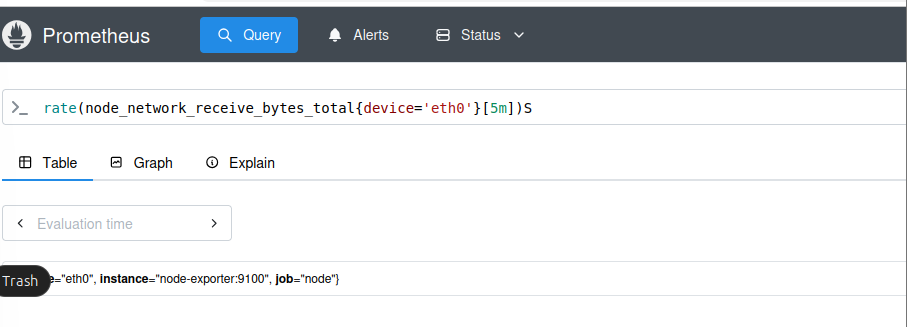 Prometheus Query Alerts Status
>_ rate(node_network_receive_bytes_total{device='eth0'}[5m])S
Table Graph Explain
< Evaluation time >
Trash e="eth0", instance="node-exporter:9100", job="node"}